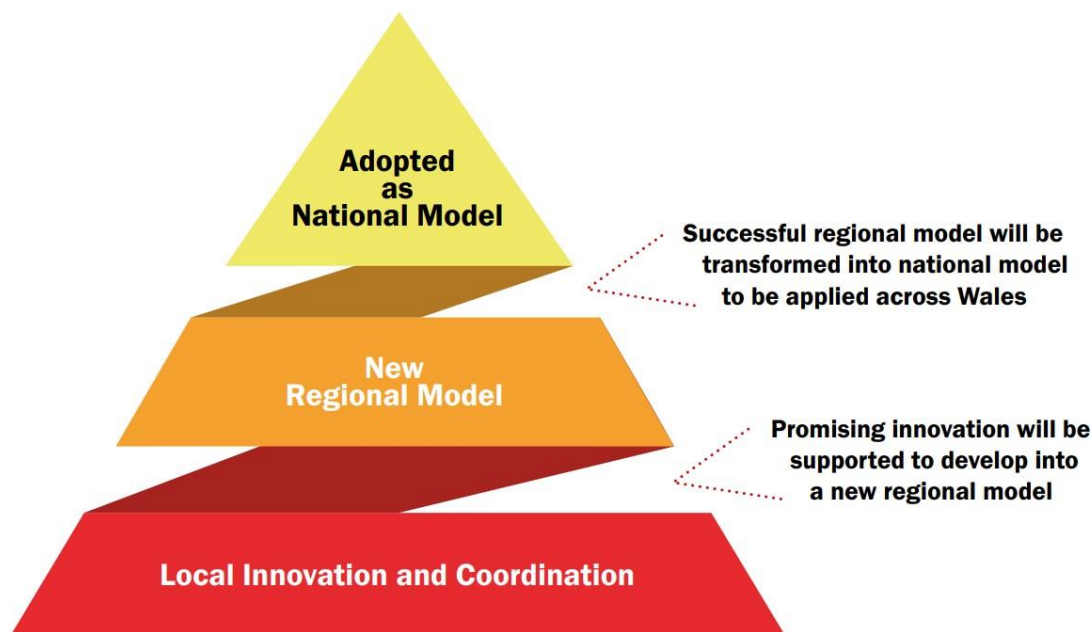 Adopted
as
National Model
Successful regional model will be
transformed into national model
to be applied across Wales
New
Regional Model
Promising innovation will be
supported to develop into
a new regional model
Local Innovation and Coordination